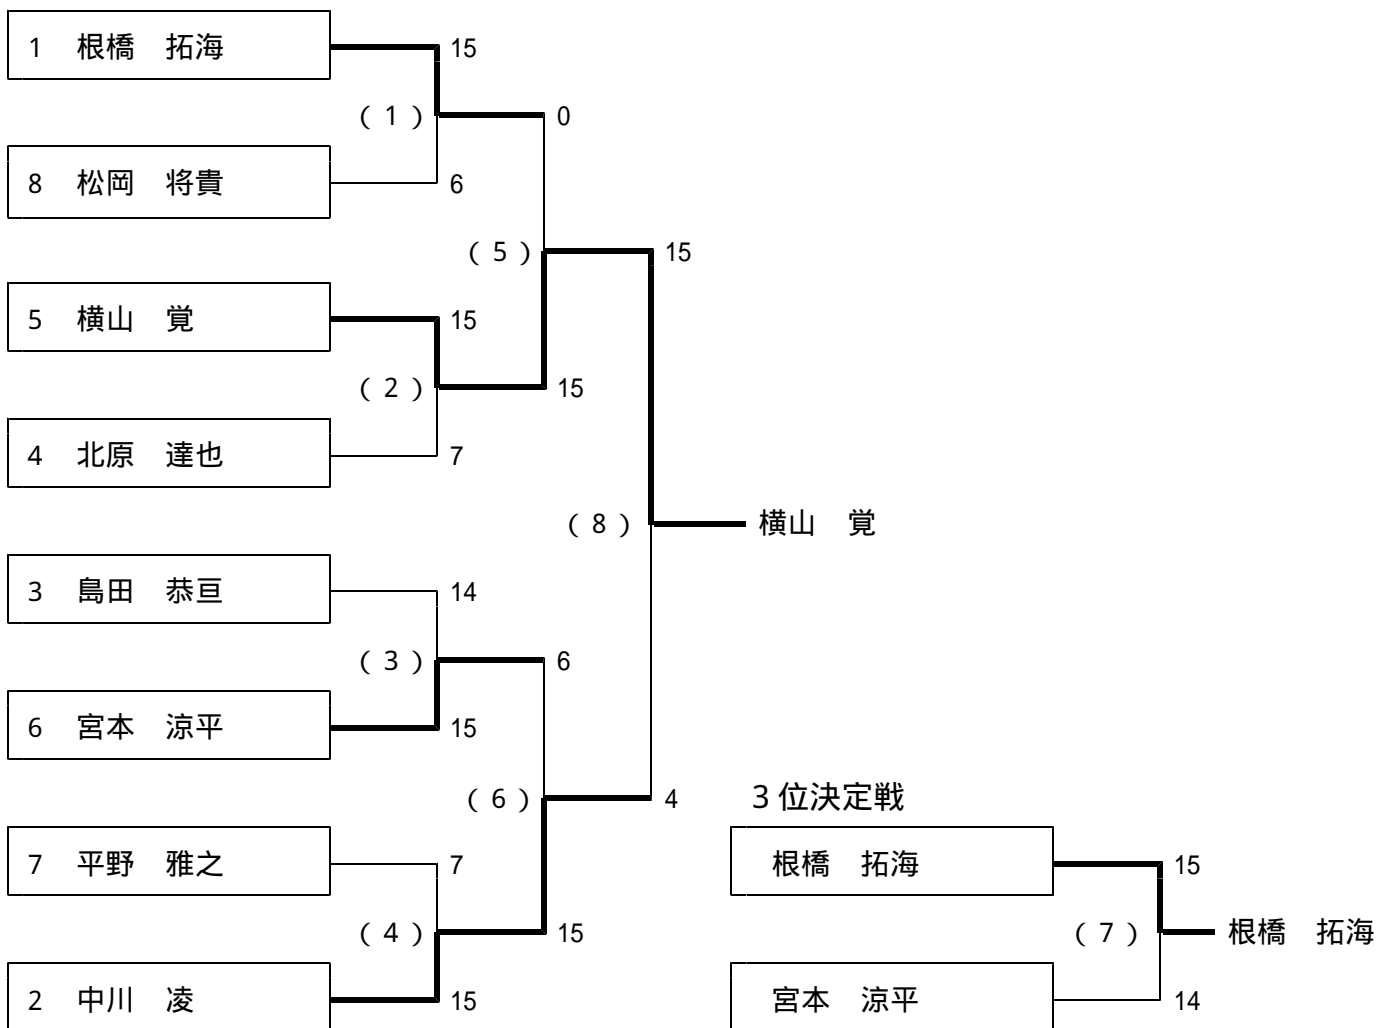 1 根橋 拓海 15
(1) 0
8 松岡 将貴 6
(5) 15
5 横山 覚 15
(2) 15
4 北原 達也 7
(8) 横山 覚
3 島田 恭亘 14
(3) 6
6 宮本 涼平 15
(6) 4 3位決定戦
7 平野 雅之 7 根橋 拓海 15
(4) 15 (7) 根橋 拓海
2 中川 凌 15 宮本 涼平 14